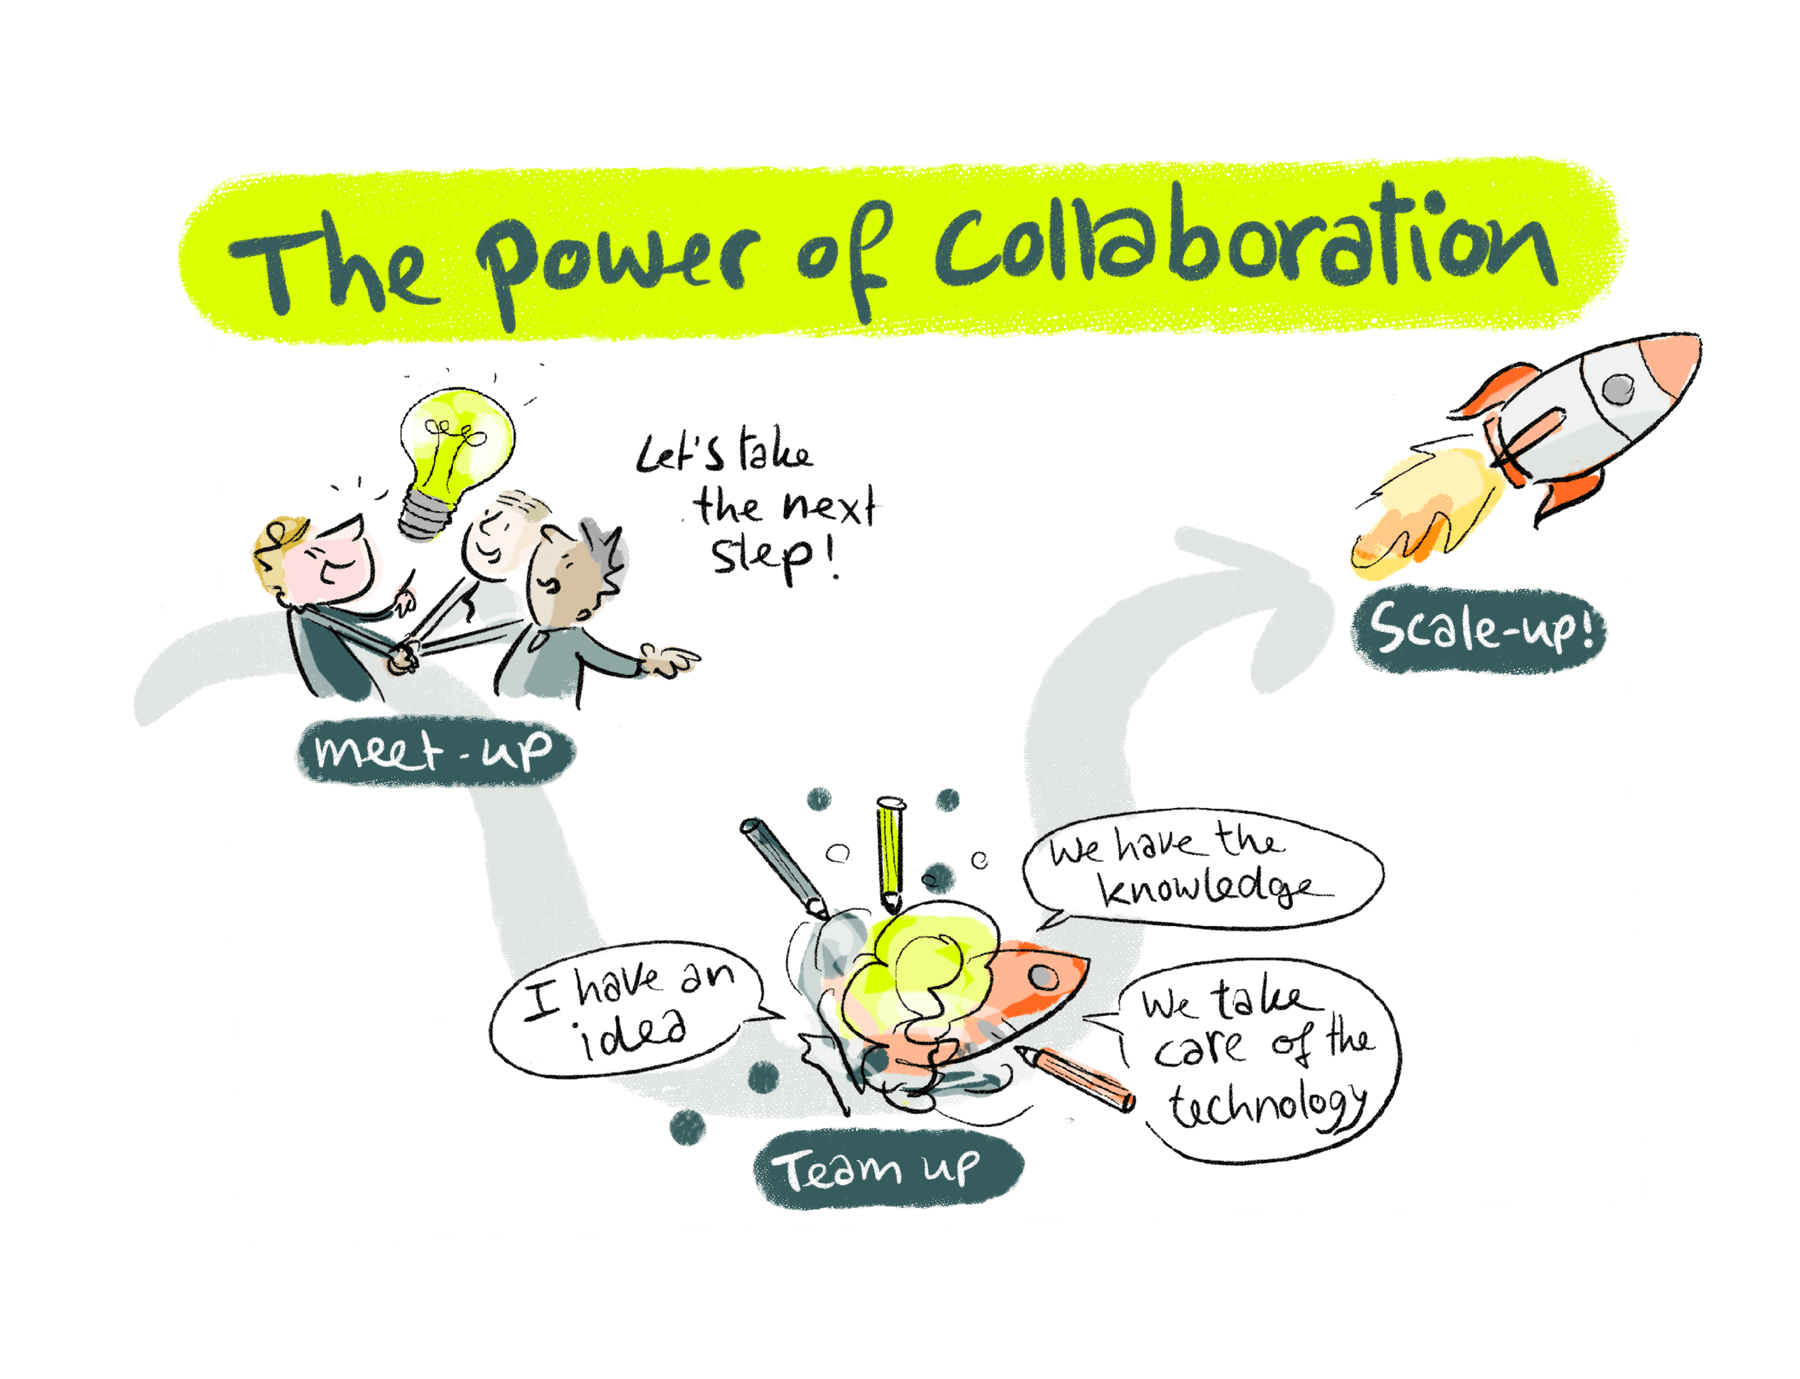 The power of Collaboration
Let's take
the next
step!
meet-up
Scale-up!
We have the
knowledge
I have an
idea
We take
care of the
technology
Team up